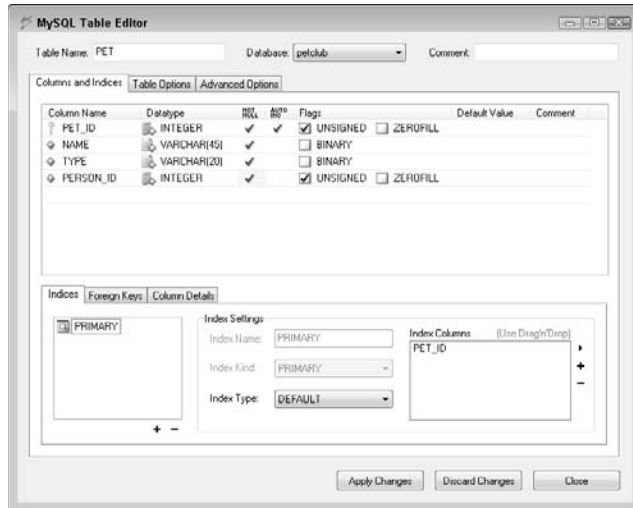 MySQL Table Editor
Table Name: PET Database: petclub Comment:
Columns and Indices Table Options Advanced Options
Column Name Datatype NOT NULL AUTO INC Flags Default Value Comment
PET_ID INTEGER UNSIGNED ZEROFILL
NAME VARCHAR(45) BINARY
TYPE VARCHAR(20) BINARY
PERSON_ID INTEGER UNSIGNED ZEROFILL
Indices Foreign Keys Column Details
PRIMARY
Index Settings
Index Name: PRIMARY
Index Kind: PRIMARY
Index Type: DEFAULT
Index Columns (Use Drag'n'Drop)
PET_ID
Apply Changes Discard Changes Close